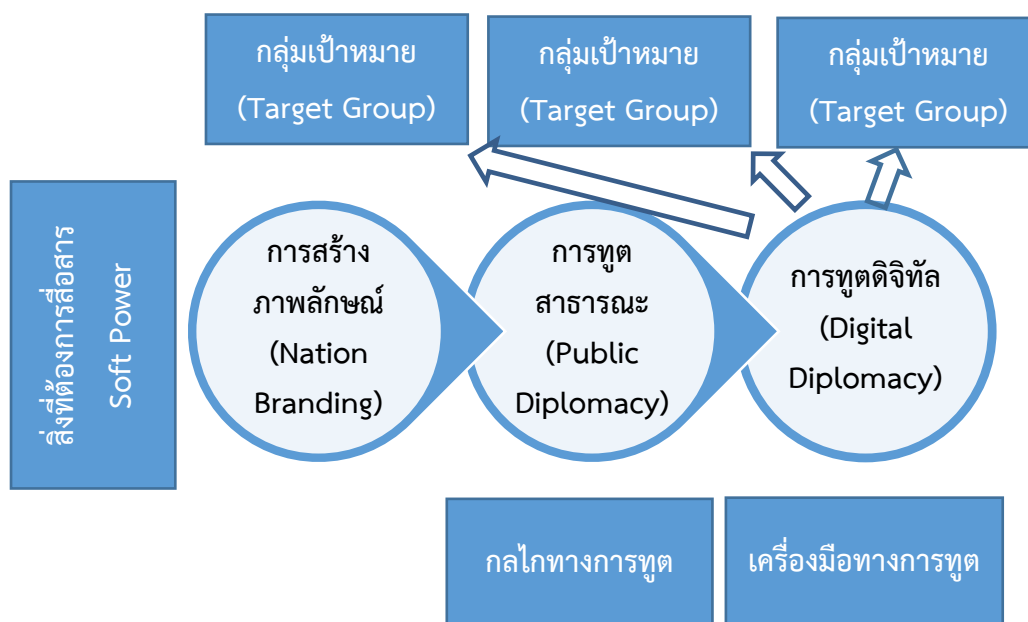 กลุ่มเป้าหมาย
(Target Group)
กลุ่มเป้าหมาย
(Target Group)
กลุ่มเป้าหมาย
(Target Group)
สิ่งที่ต้องการสื่อสาร
Soft Power
การสร้าง
ภาพลักษณ์
(Nation
Branding)
การทูต
สาธารณะ
(Public
Diplomacy)
การทูตดิจิทัล
(Digital
Diplomacy)
กลไกทางการทูต
เครื่องมือทางการทูต